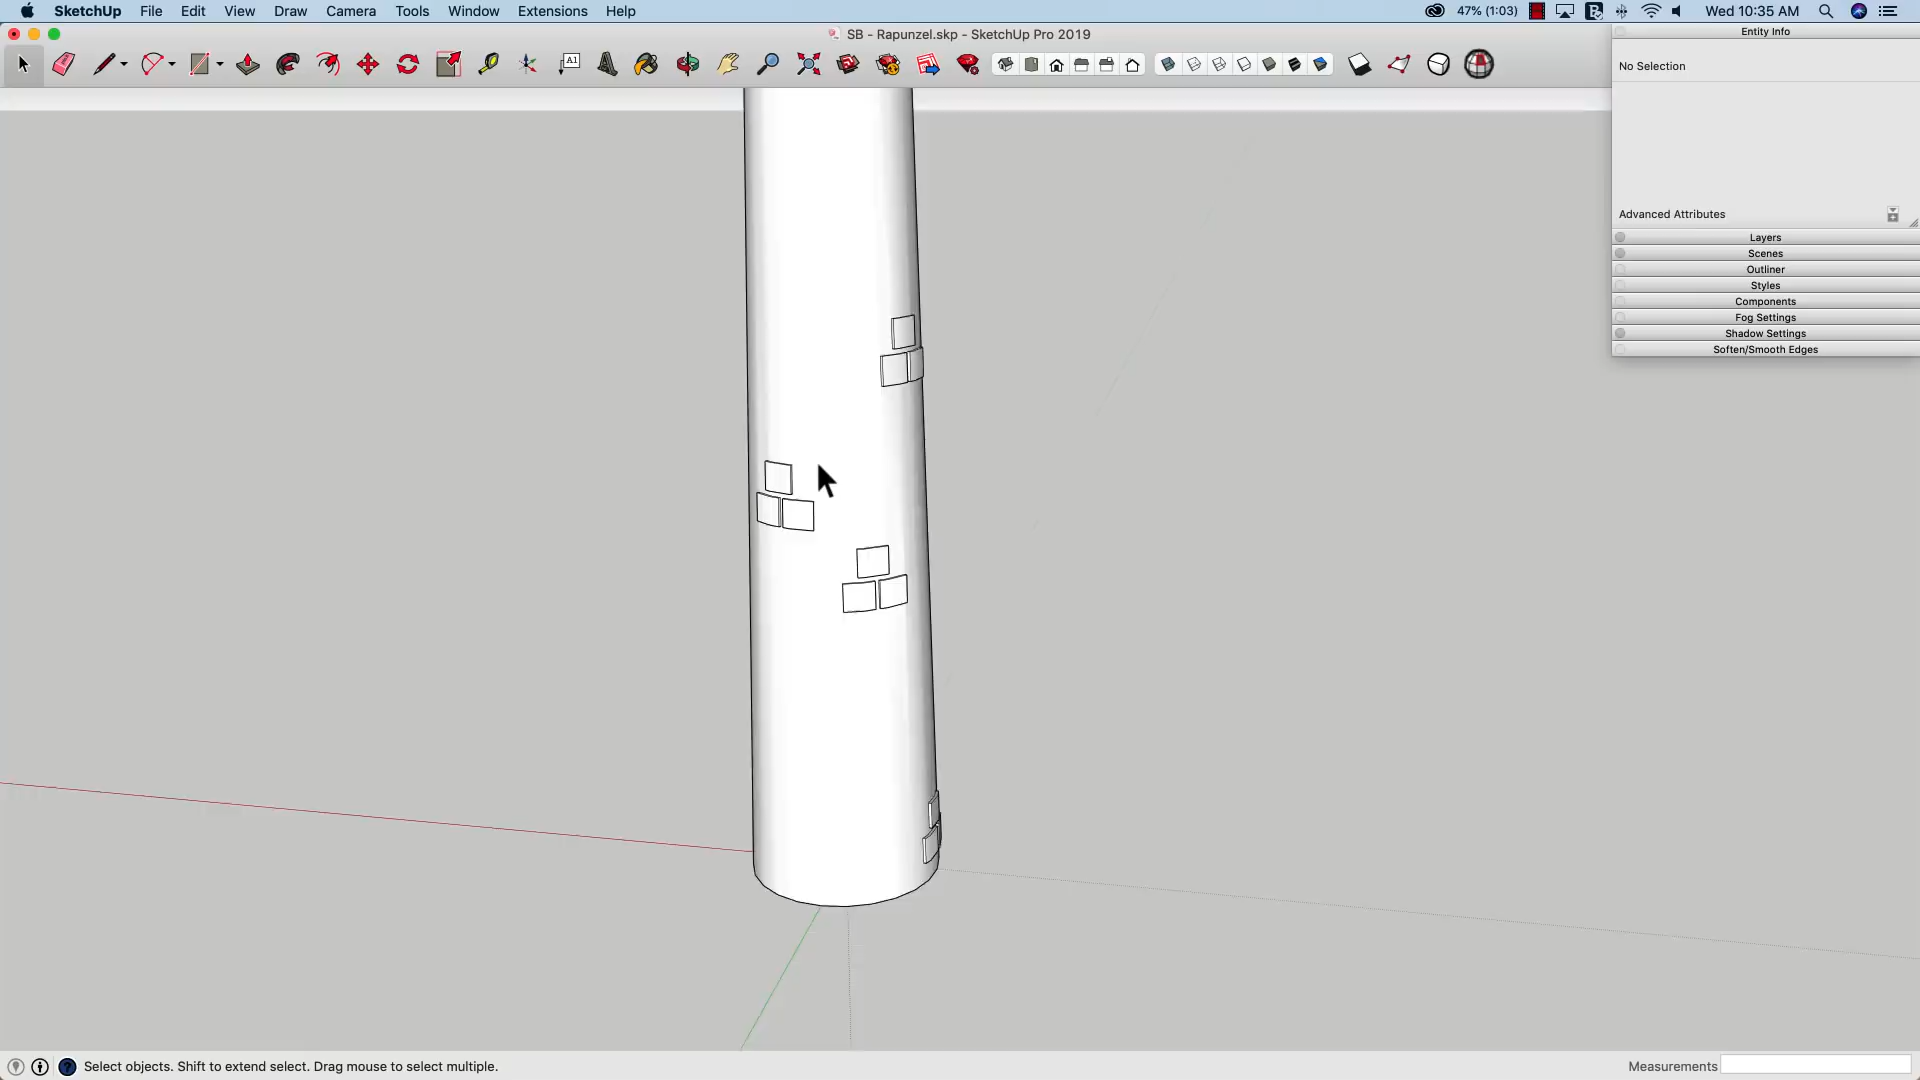 SketchUp File Edit View Draw Camera Tools Window Extensions Help 47% (1:03) Wed 10:35 AM
SB - Rapunzel.skp - SketchUp Pro 2019
Entity Info
A1
No Selection
Advanced Attributes
Layers
Scenes
Outliner
Styles
Components
Fog Settings
Shadow Settings
Soften/Smooth Edges
Select objects. Shift to extend select. Drag mouse to select multiple.
Measurements